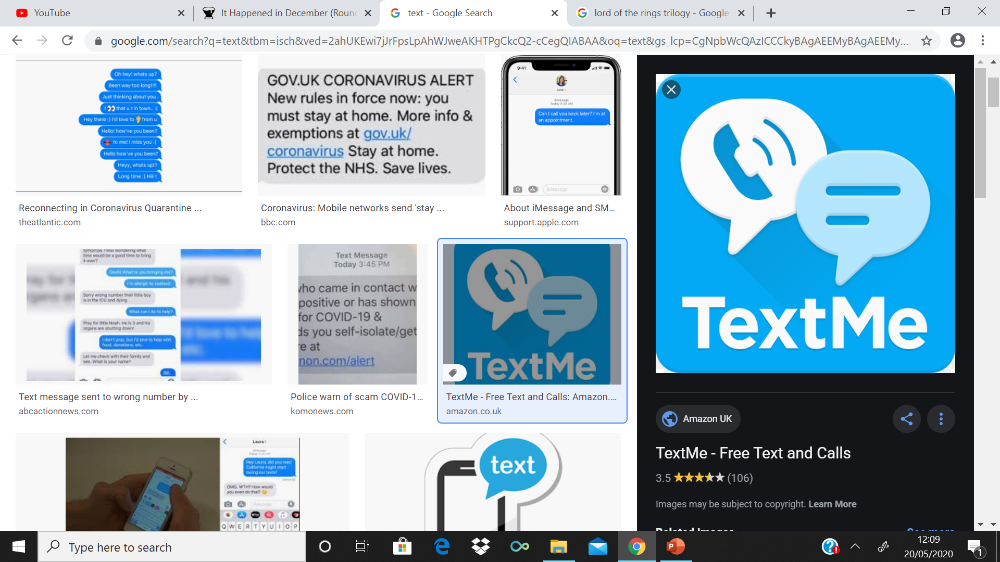 YouTube
It Happened in December (Roun
text - Google Search
lord of the rings trilogy - Google
google.com/search?q=text&tbm=isch&ved=2ahUKEwi7jJrFpsLpAhWJweAKHTPgCkcQ2-cCegQIABAA&oq=text&gs_lcp=CgNpbWcQAzICCCkyBAgAEEMyBAgAEEMy...
Oh hey! whats up?
Been way too long!!!!
Just thinking about you..
I 👀 that u r in town... :)
Hey there :) I'd love to 👂 from u
Hello! how've you been?
👄 to me! I miss you :(
Hello how've you been?
Heyy, whats up!?
Long time :) Hiii !
Reconnecting in Coronavirus Quarantine ...
theatlantic.com
GOV.UK CORONAVIRUS ALERT
New rules in force now: you
must stay at home. More info &
exemptions at gov.uk/
coronavirus Stay at home.
Protect the NHS. Save lives.
Coronavirus: Mobile networks send 'stay ...
bbc.com
9:41
Jane
iMessage
Today 9:38 AM
Can I call you back later? I'm at
an appointment.
iMessage
About iMessage and SM...
support.apple.com
tomorrow. I was wondering what
time would be a good time to bring
it over?
Oooh! What is you bringing me?
I'm allergic to seafood.
Sorry wrong number their little boy
is in the ICU and dying
What can I do to help?
Pray for little Noah. He is 3 and his
organs are shutting down!
I don't pray, but I'd love to help with
food, donations, etc.
Let me check with their family and
see. What is your name?
Bill.
Text message sent to wrong number by ...
abcactionnews.com
Text Message
Today 3:45 PM
who came in contact w
positive or has shown
for COVID-19 &
ds you self-isolate/get
re at
non.com/alert
Police warn of scam COVID-1...
komonews.com
TextMe
TextMe - Free Text and Calls: Amazon....
amazon.co.uk
Laura
iMessage
Hey Laura, did you read
California might start
taxing our texts?
Delivered
OMG. WTH? How would
you even do that?
iMessage
Pay
Q W E R T Y U I O P
text
TextMe
Amazon UK
TextMe - Free Text and Calls
3.5 (106)
Images may be subject to copyright. Learn More
Related images
See more
Type here to search
P
12:09
20/05/2020
1